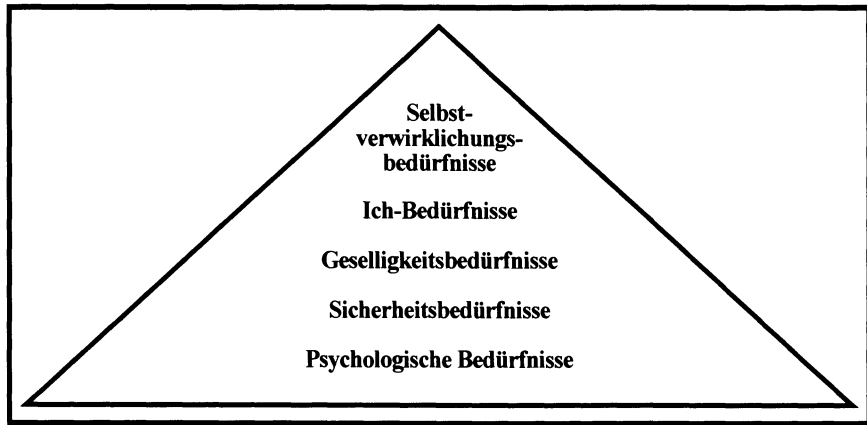 Selbst-
verwirklichungs-
bedürfnisse
Ich-Bedürfnisse
Geselligkeitsbedürfnisse
Sicherheitsbedürfnisse
Psychologische Bedürfnisse